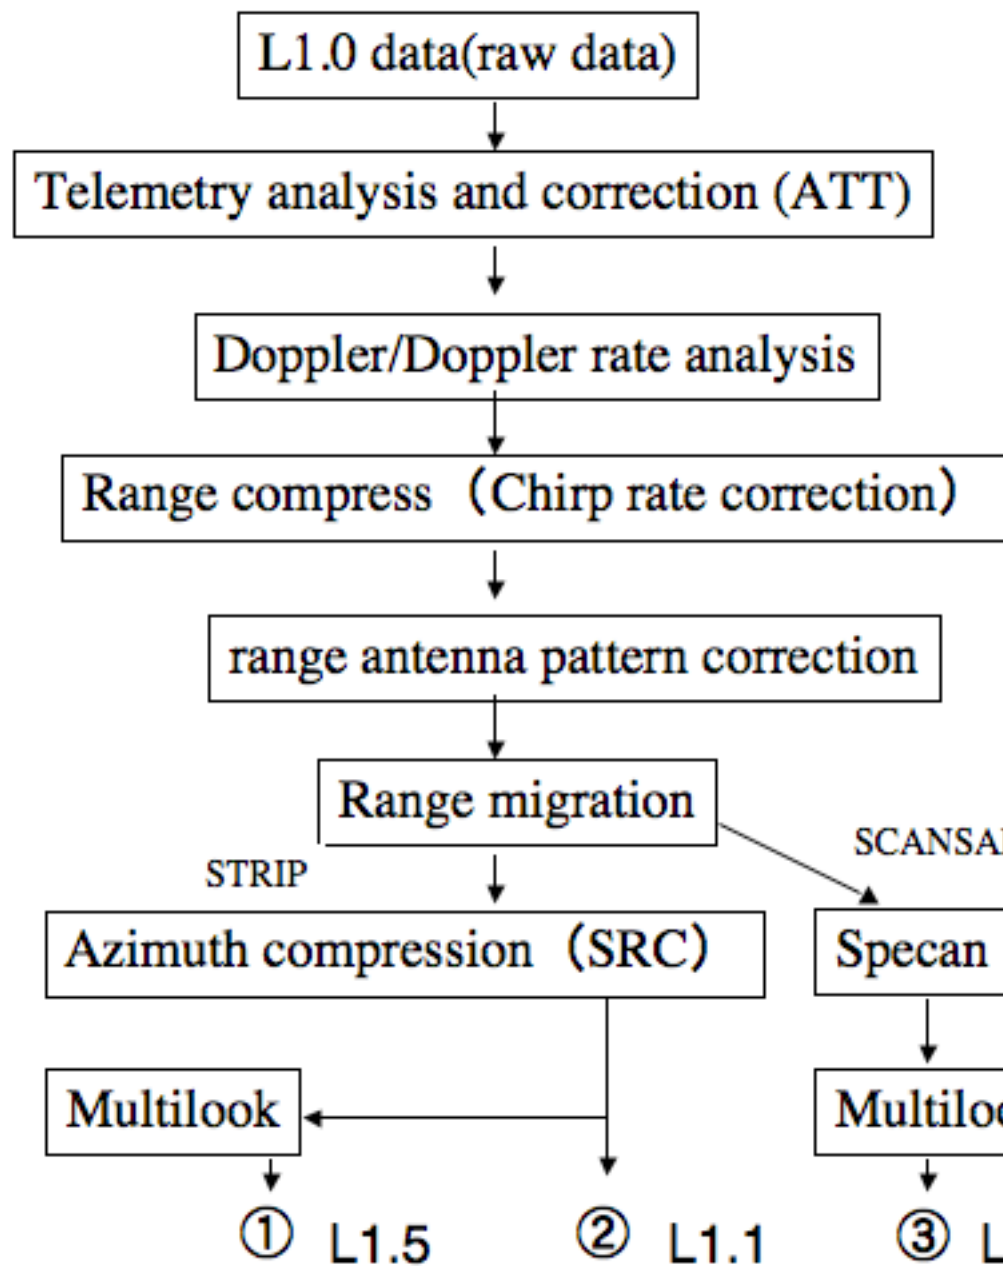 L1.0 data(raw data)
Telemetry analysis and correction (ATT)
Doppler/Doppler rate analysis
Range compress（Chirp rate correction）
range antenna pattern correction
Range migration
STRIP
Azimuth compression（SRC）
Specan
Multilook
① L1.5
② L1.1
③